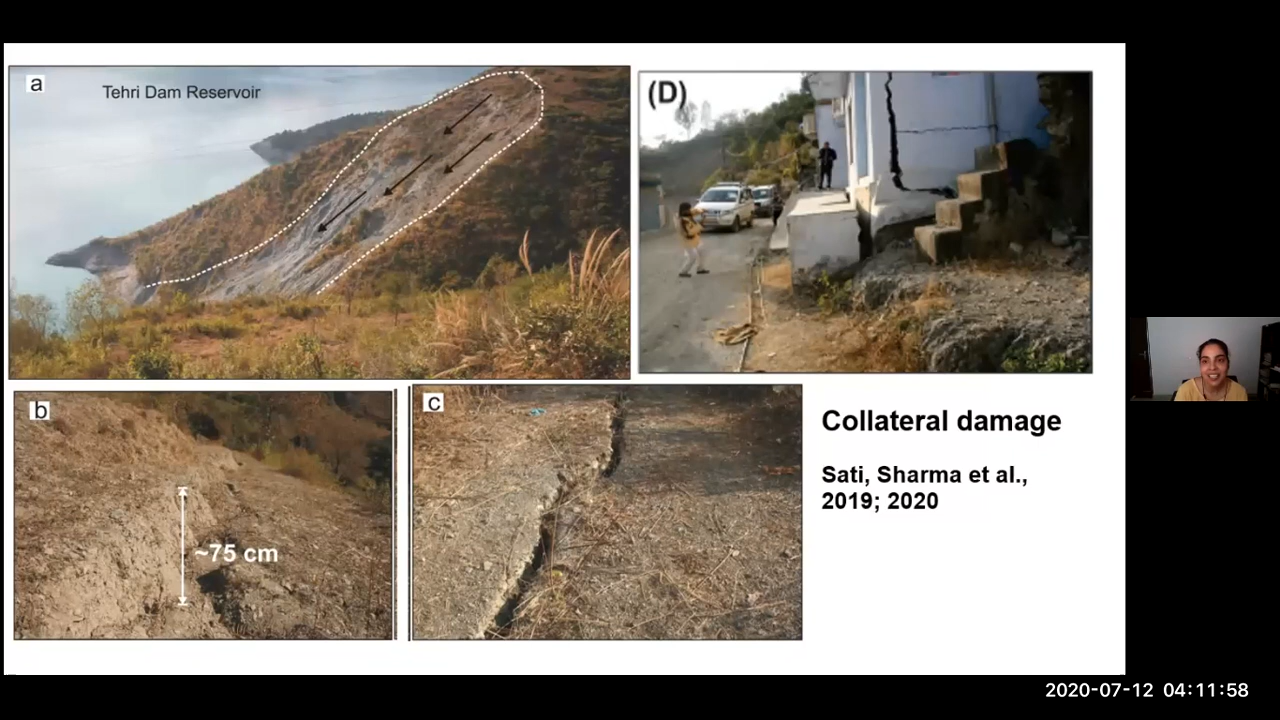 a
Tehri Dam Reservoir
(D)
b
~75 cm
c
Collateral damage
Sati, Sharma et al.,
2019; 2020
2020-07-12 04:11:58